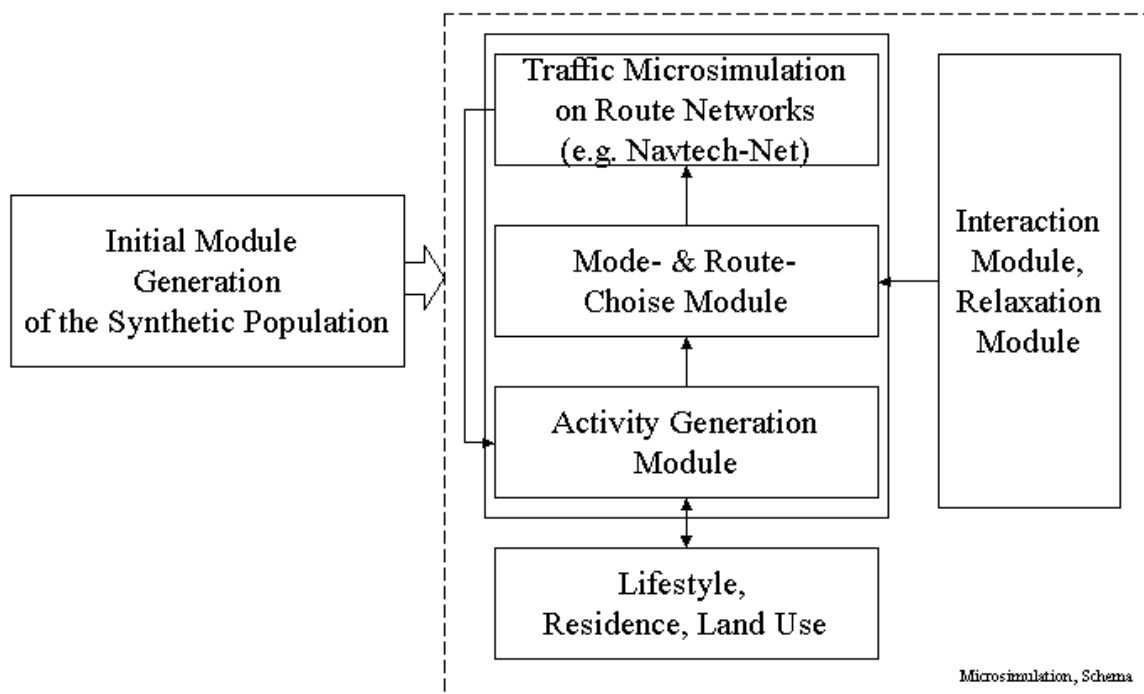 Traffic Microsimulation
on Route Networks
(e.g. Navtech-Net)
Initial Module
Generation
of the Synthetic Population
Mode- & Route-
Choise Module
Interaction
Module,
Relaxation
Module
Activity Generation
Module
Lifestyle,
Residence, Land Use
Microsimulation, Schema